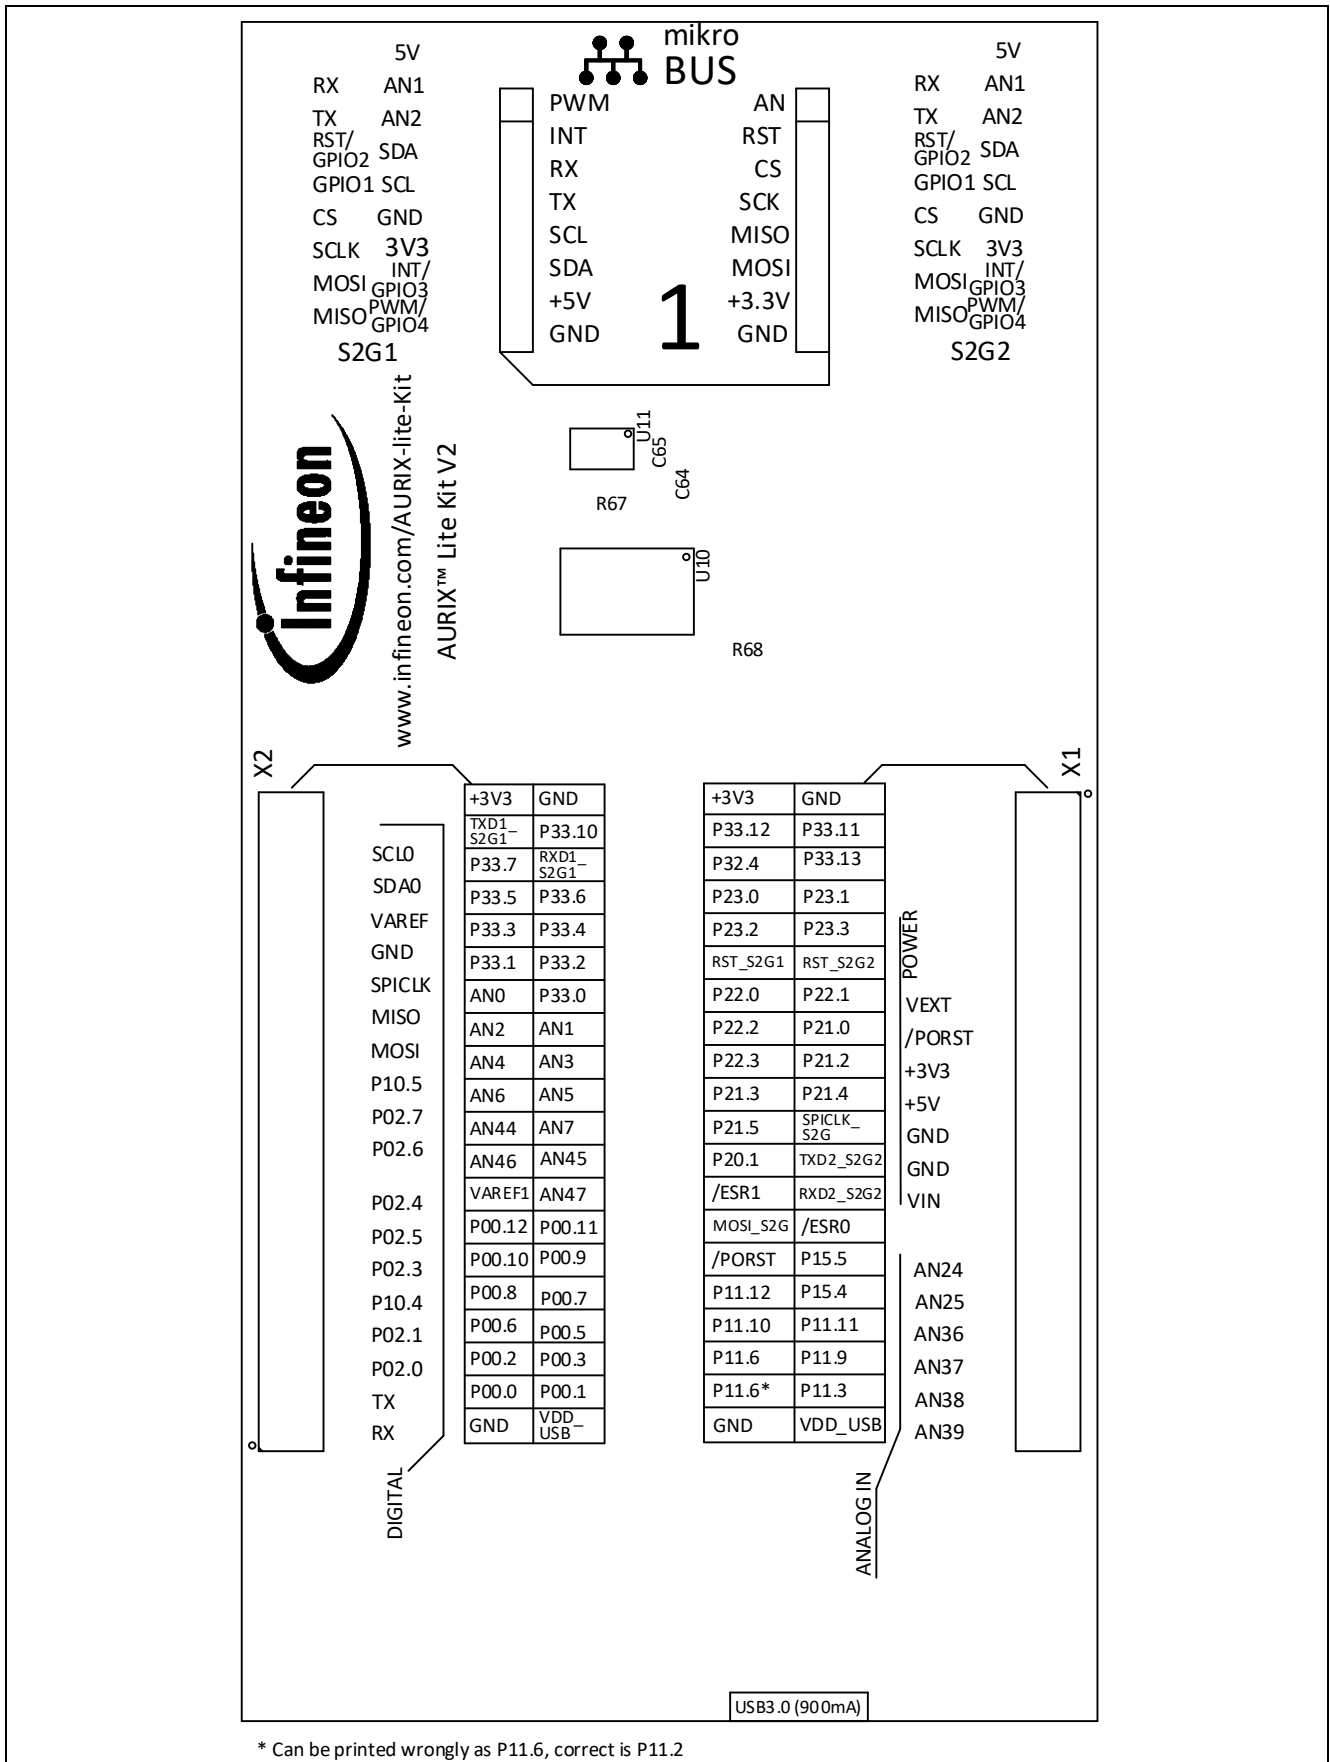 mikro
BUS
5V
RX AN1
TX AN2
RST/
GPIO2 SDA
GPIO1 SCL
CS GND
SCLK 3V3
MOSI INT/
GPIO3
MISO PWM/
GPIO4
S2G1
PWM AN
INT RST
RX CS
TX SCK
SCL MISO
SDA MOSI
+5V +3.3V
GND GND
1
5V
RX AN1
TX AN2
RST/
GPIO2 SDA
GPIO1 SCL
CS GND
SCLK 3V3
MOSI INT/
GPIO3
MISO PWM/
GPIO4
S2G2
Infineon
www.infineon.com/AURIX-lite-Kit
AURIX™ Lite Kit V2
U11
C65
C64
R67
U10
R68
X2
SCL0
SDA0
VAREF
GND
SPICLK
MISO
MOSI
P10.5
P02.7
P02.6
P02.4
P02.5
P02.3
P10.4
P02.1
P02.0
TX
RX
DIGITAL
+3V3 GND
TXD1_
S2G1 P33.10
P33.7 RXD1_
S2G1
P33.5 P33.6
P33.3 P33.4
P33.1 P33.2
AN0 P33.0
AN2 AN1
AN4 AN3
AN6 AN5
AN44 AN7
AN46 AN45
VAREF1 AN47
P00.12 P00.11
P00.10 P00.9
P00.8 P00.7
P00.6 P00.5
P00.2 P00.3
P00.0 P00.1
GND VDD_
USB
+3V3 GND
P33.12 P33.11
P32.4 P33.13
P23.0 P23.1
P23.2 P23.3
RST_S2G1 RST_S2G2
P22.0 P22.1
P22.2 P21.0
P22.3 P21.2
P21.3 P21.4
P21.5 SPICLK_
S2G
P20.1 TXD2_S2G2
/ESR1 RXD2_S2G2
MOSI_S2G /ESR0
/PORST P15.5
P11.12 P15.4
P11.10 P11.11
P11.6 P11.9
P11.6* P11.3
GND VDD_USB
X1
POWER
VEXT
/PORST
+3V3
+5V
GND
GND
VIN
AN24
AN25
AN36
AN37
AN38
AN39
ANALOG IN
USB3.0 (900mA)
* Can be printed wrongly as P11.6, correct is P11.2